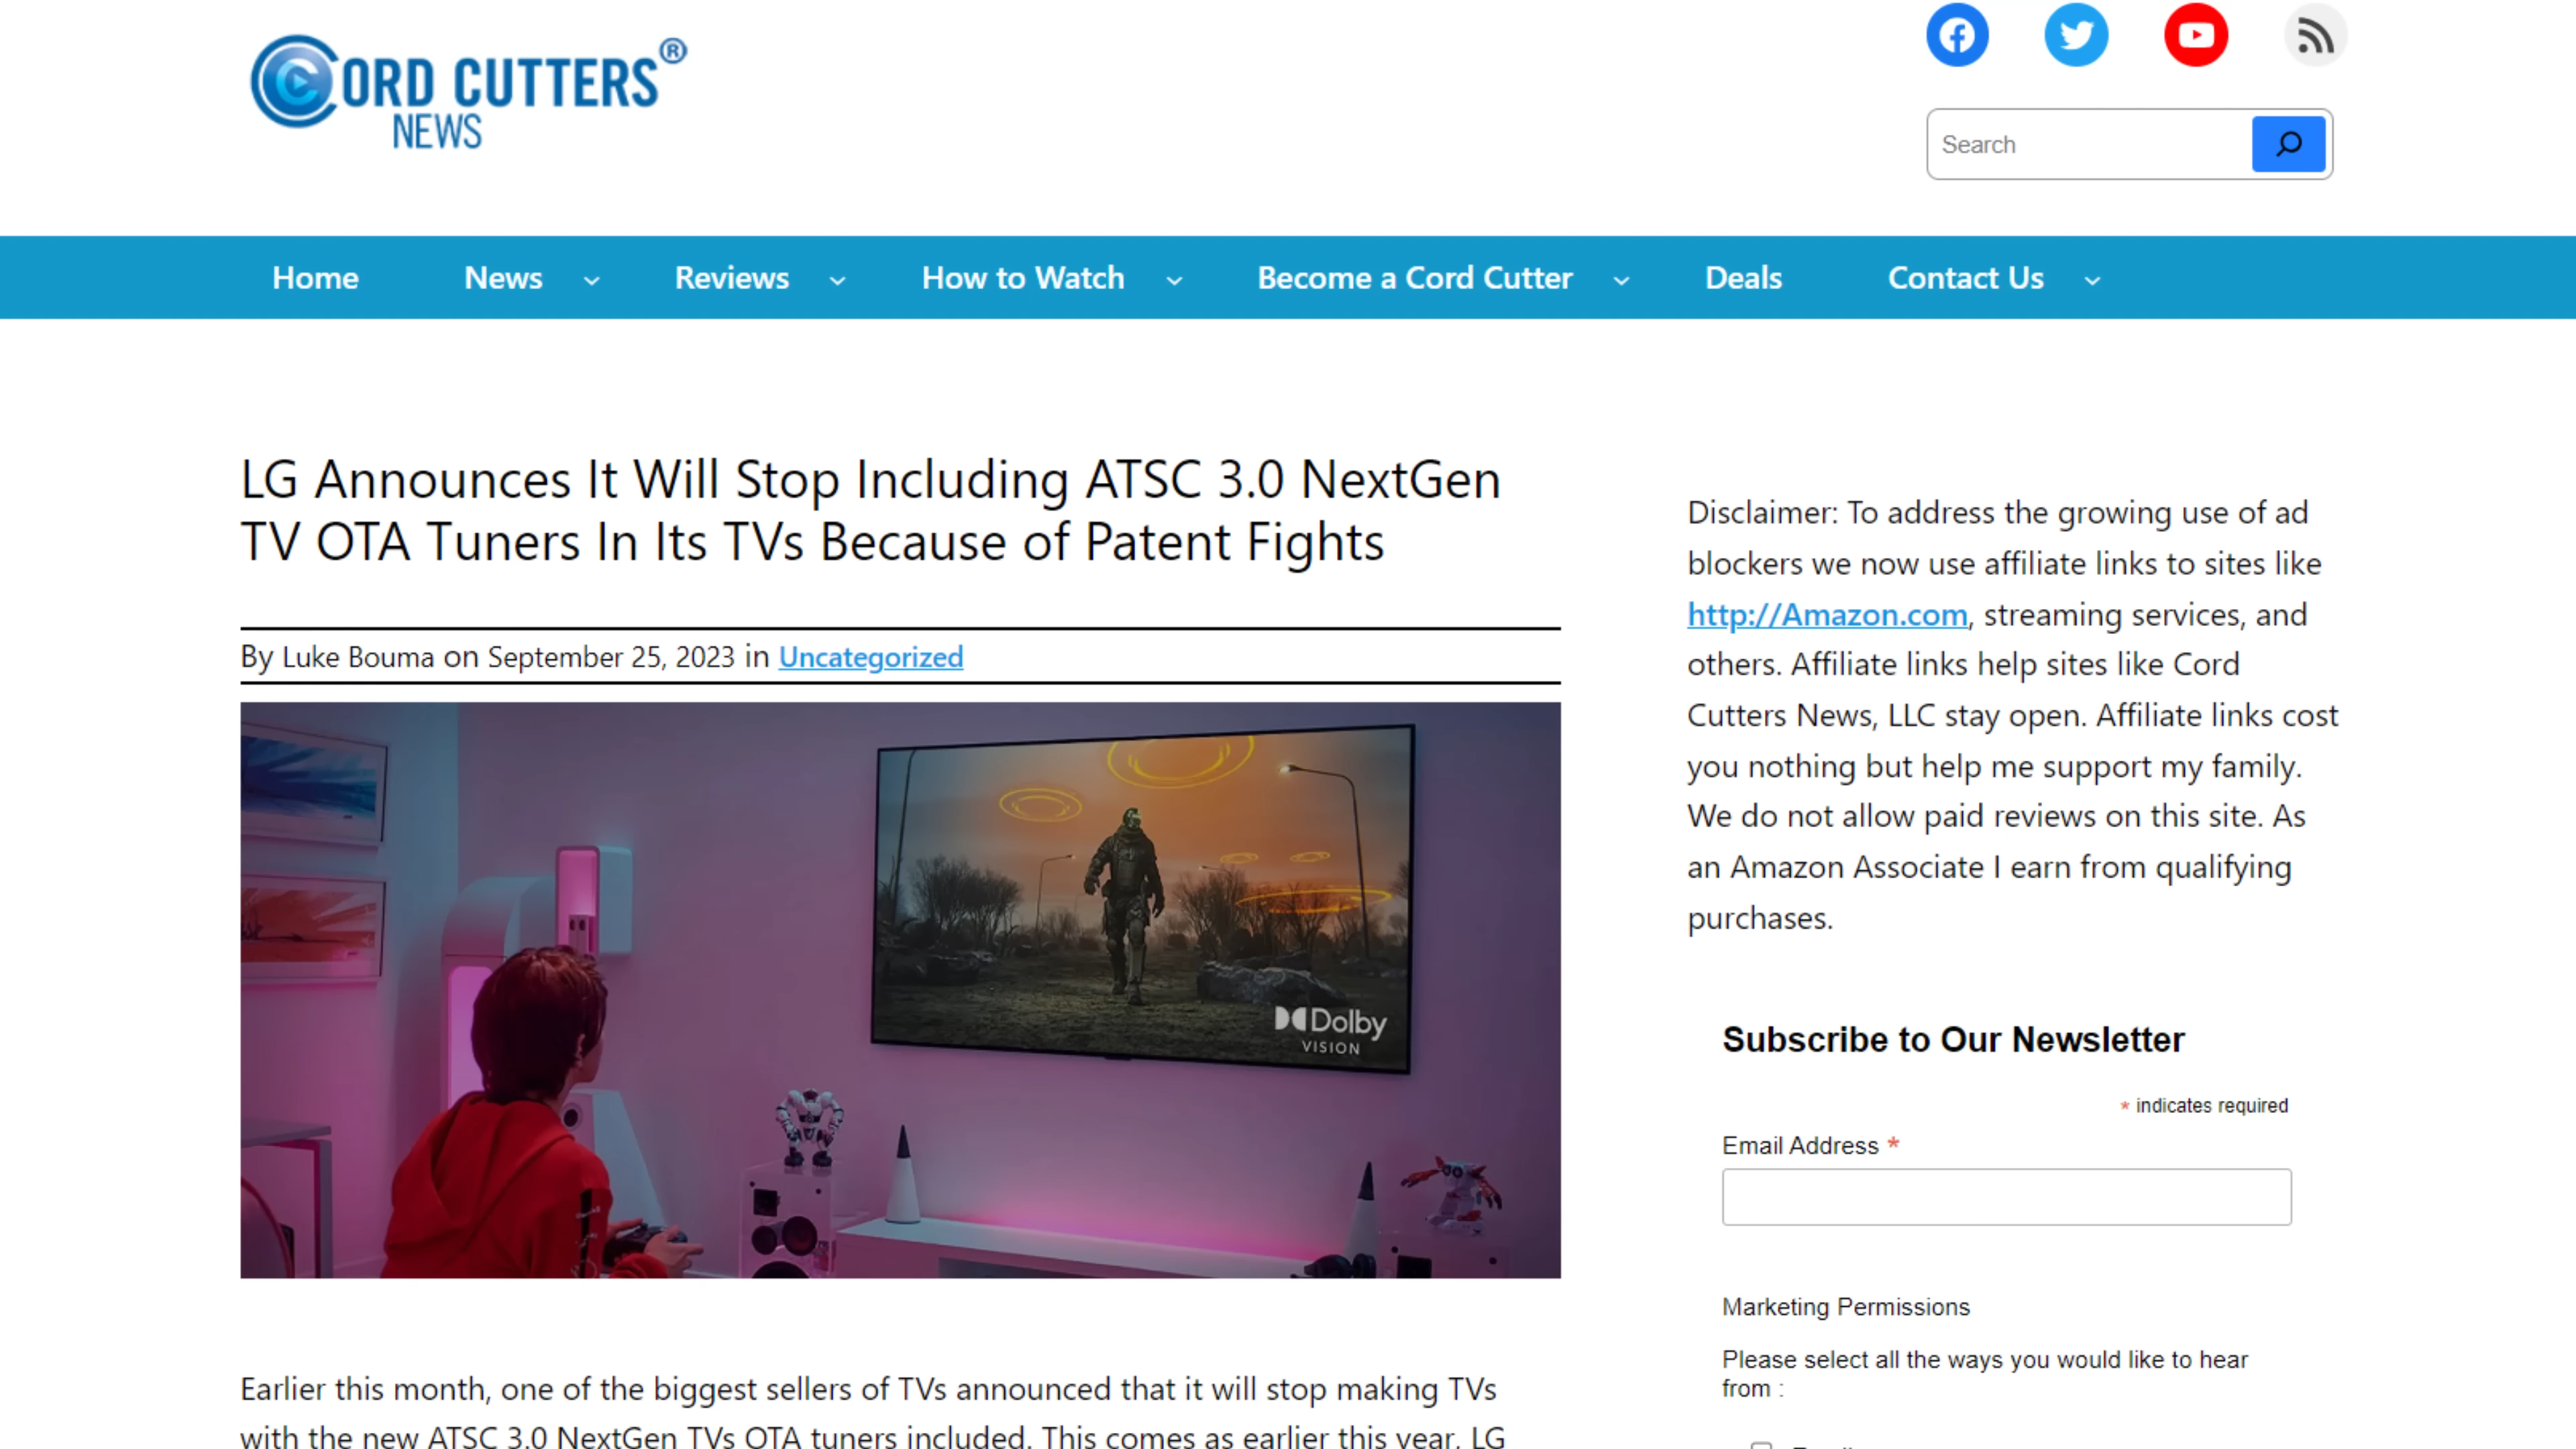 CORD CUTTERS®
NEWS
Search
Home
News
Reviews
How to Watch
Become a Cord Cutter
Deals
Contact Us
LG Announces It Will Stop Including ATSC 3.0 NextGen
TV OTA Tuners In Its TVs Because of Patent Fights
By Luke Bouma on September 25, 2023 in Uncategorized
Dolby
VISION
Earlier this month, one of the biggest sellers of TVs announced that it will stop making TVs
with the new ATSC 3.0 NextGen TVs OTA tuners included. This comes as earlier this year, LG
Disclaimer: To address the growing use of ad
blockers we now use affiliate links to sites like
http://Amazon.com, streaming services, and
others. Affiliate links help sites like Cord
Cutters News, LLC stay open. Affiliate links cost
you nothing but help me support my family.
We do not allow paid reviews on this site. As
an Amazon Associate I earn from qualifying
purchases.
Subscribe to Our Newsletter
* indicates required
Email Address *
Marketing Permissions
Please select all the ways you would like to hear
from :